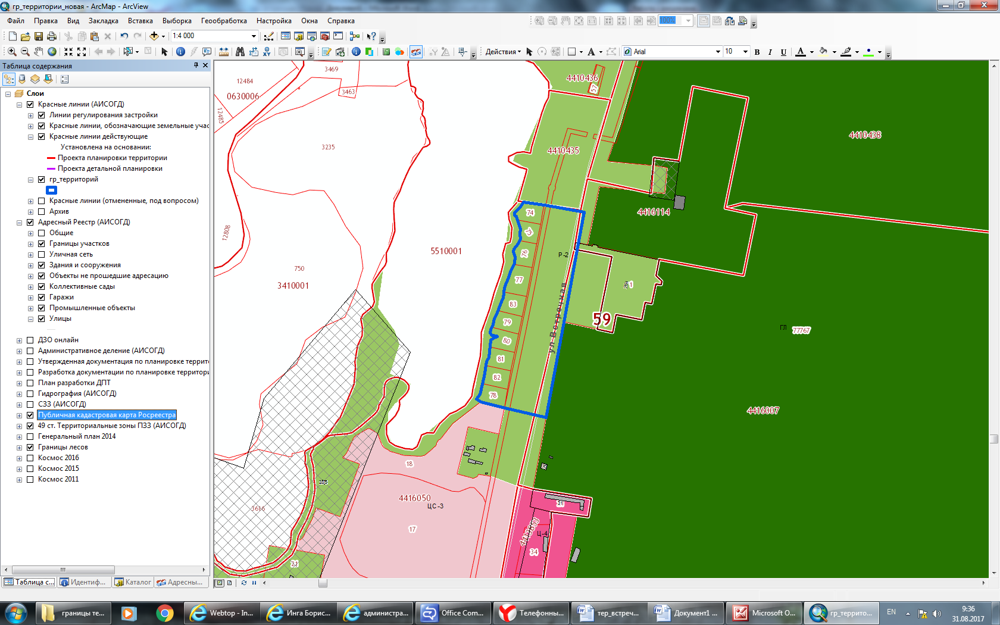 гр_территории_новая - ArcMap - ArcView
Файл Правка Вид Закладка Вставка Выборка Геообработка Настройка Окна Справка
100%
1:4 000
Действия
Arial
10
B I U A
Таблица содержания
Слои
Красные линии (АИСОГД)
Линии регулирования застройки
Красные линии, обозначающие земельные учас
Красные линии действующие
Установлена на основании:
Проекта планировки территории
Проекта детальной планировки
гр_территорий
Красные линии (отмененные, под вопросом)
Архив
Адресный Реестр (АИСОГД)
Общие
Границы участков
Уличная сеть
Здания и сооружения
Объекты не прошедшие адресацию
Коллективные сады
Гаражи
Промышленные объекты
Улицы
ДЗО онлайн
Административное деление (АИСОГД)
Утвержденная документация по планировке террито
Разработка документации по планировке территори
План разработки ДПТ
Гидрография (АИСОГД)
СЗЗ (АИСОГД)
Публичная кадастровая карта Росреестра
49 ст. Территориальные зоны ПЗЗ (АИСОГД)
Генеральный план 2014
Границы лесов
Космос 2016
Космос 2015
Космос 2011
Таблица с...
Идентиф...
Каталог
Адресны...
3469
12484
0630006
3463
12485
3235
12808
750
3410001
5510001
3616
21
18
4416050
ЦС-3
17
4410436
57
4410435
4410438
4416114
74
75
76
77
83
79
80
81
82
78
Р-2
ул Встречная
1
59
ГЛ
77767
4416007
31
4413853
Ц-4
34
границы те...
Webtop - In...
Инга Борис...
администра...
Office Com...
Телефонны...
тер_встреч...
Документ1 ...
Microsoft O...
гр_террито...
EN
9:36
31.08.2017